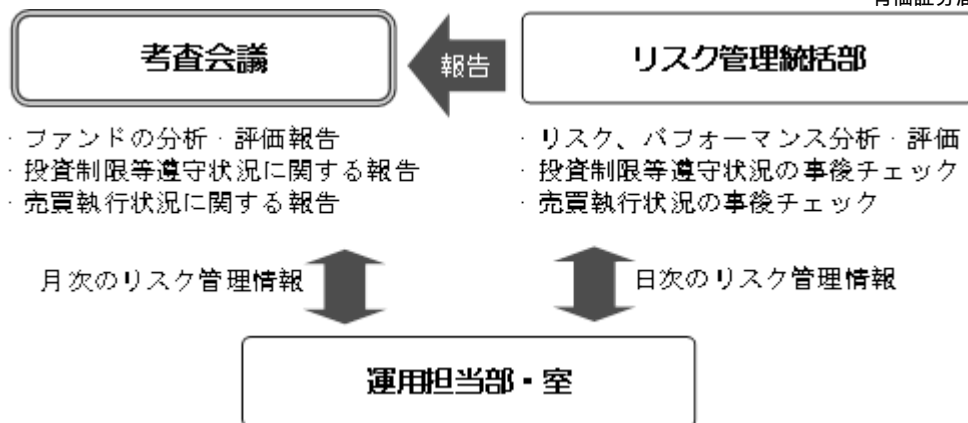 考査会議
報告
リスク管理統括部
· ファンドの分析・評価報告
· 投資制限等遵守状況に関する報告
· 売買執行状況に関する報告
· リスク、パフォーマンス分析・評価
· 投資制限等遵守状況の事後チェック
· 売買執行状況の事後チェック
月次のリスク管理情報
日次のリスク管理情報
運用担当部・室